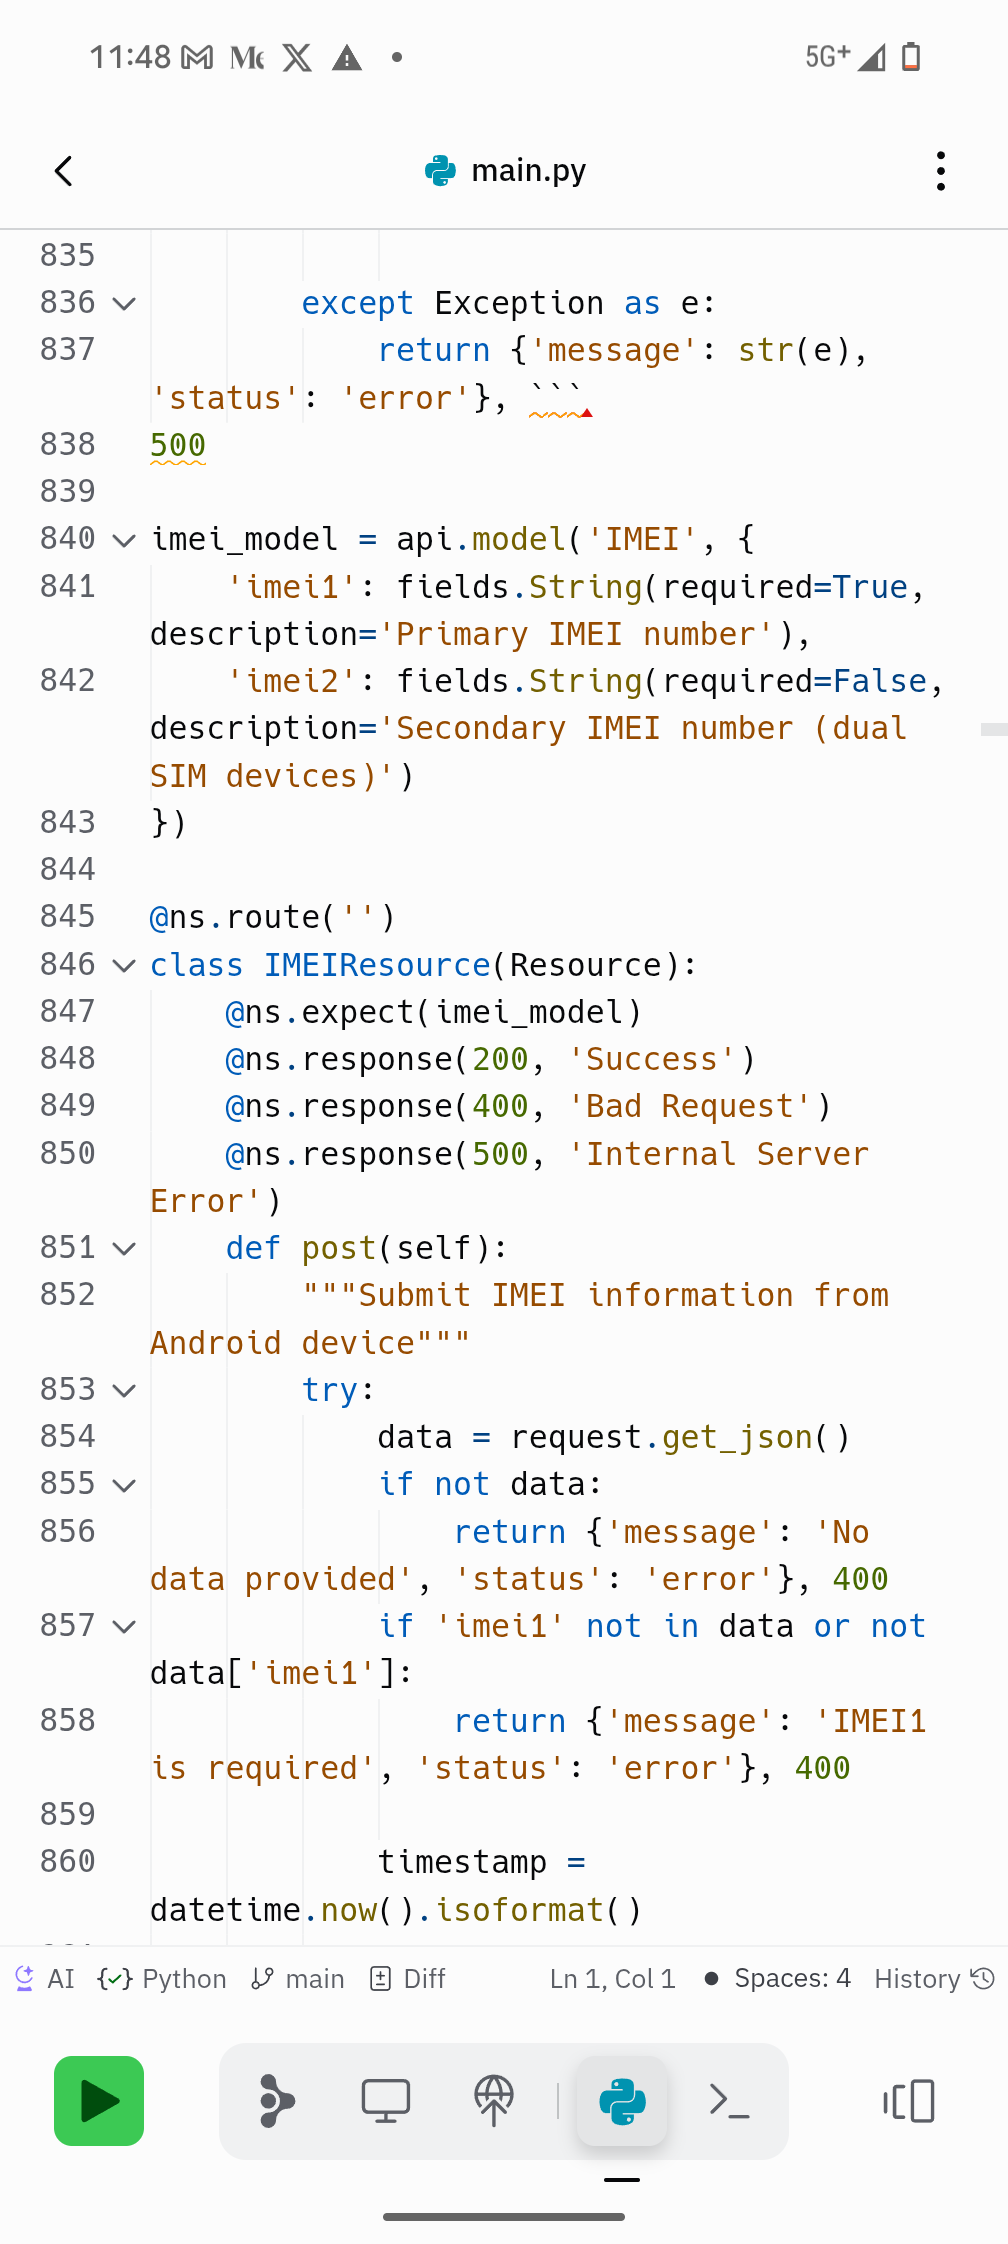 11:48
5G+
main.py
835
836 except Exception as e:
837 return {'message': str(e),
'status': 'error'}, ```
838 500
839
840 imei_model = api.model('IMEI', {
841 'imei1': fields.String(required=True,
description='Primary IMEI number'),
842 'imei2': fields.String(required=False,
description='Secondary IMEI number (dual
SIM devices)')
843 })
844
845 @ns.route('')
846 class IMEIResource(Resource):
847 @ns.expect(imei_model)
848 @ns.response(200, 'Success')
849 @ns.response(400, 'Bad Request')
850 @ns.response(500, 'Internal Server
Error')
851 def post(self):
852 """Submit IMEI information from
Android device"""
853 try:
854 data = request.get_json()
855 if not data:
856 return {'message': 'No
data provided', 'status': 'error'}, 400
857 if 'imei1' not in data or not
data['imei1']:
858 return {'message': 'IMEI1
is required', 'status': 'error'}, 400
859
860 timestamp =
datetime.now().isoformat()
AI Python main Diff Ln 1, Col 1 Spaces: 4 History